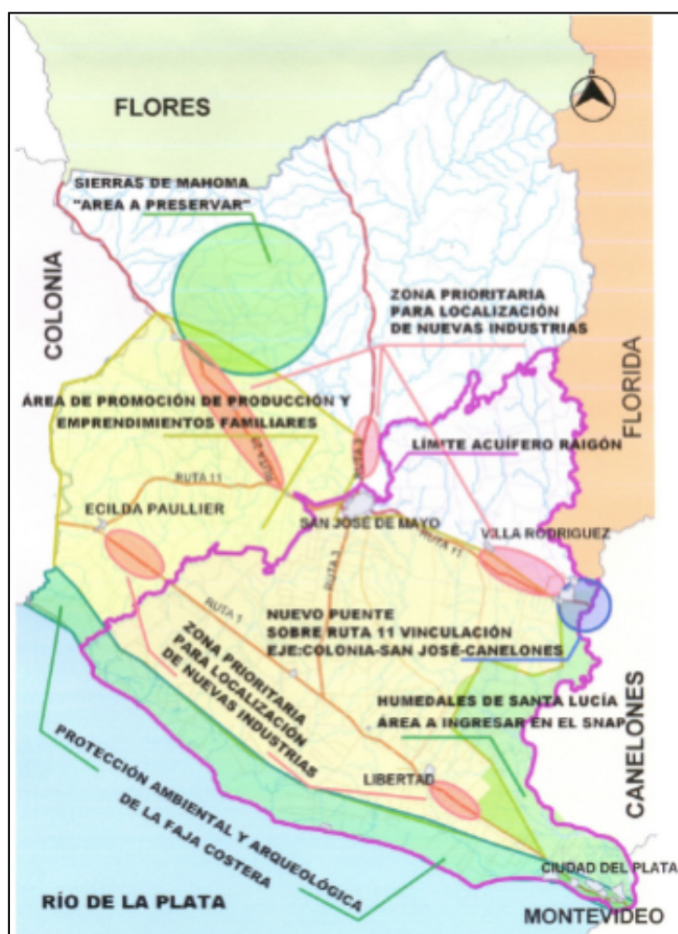 FLORES
N
SIERRAS DE MAHOMA
"AREA A PRESERVAR"
COLONIA
ZONA PRIORITARIA
PARA LOCALIZACIÓN
DE NUEVAS INDUSTRIAS
FLORIDA
ÁREA DE PROMOCIÓN DE PRODUCCIÓN Y
EMPRENDIMIENTOS FAMILIARES
RUTA 3
LÍMITE ACUÍFERO RAIGÓN
RUTA
RUTA 11
ECILDA PAULLIER
SAN JOSÉ DE MAYO
RUTA 11
VILLA RODRIGUEZ
RUTA 3
RUTA 1
NUEVO PUENTE
SOBRE RUTA 11 VINCULACIÓN
EJE:COLONIA-SAN JOSÉ-CANELONES
ZONA PRIORITARIA
PARA LOCALIZACIÓN
DE NUEVAS INDUSTRIAS
HUMEDALES DE SANTA LUCÍA
ÁREA A INGRESAR EN EL SNAP
CANELONES
PROTECCIÓN AMBIENTAL Y ARQUEOLÓGICA
DE LA FAJA COSTERA
LIBERTAD
CIUDAD DEL PLATA
RÍO DE LA PLATA
MONTEVIDEO